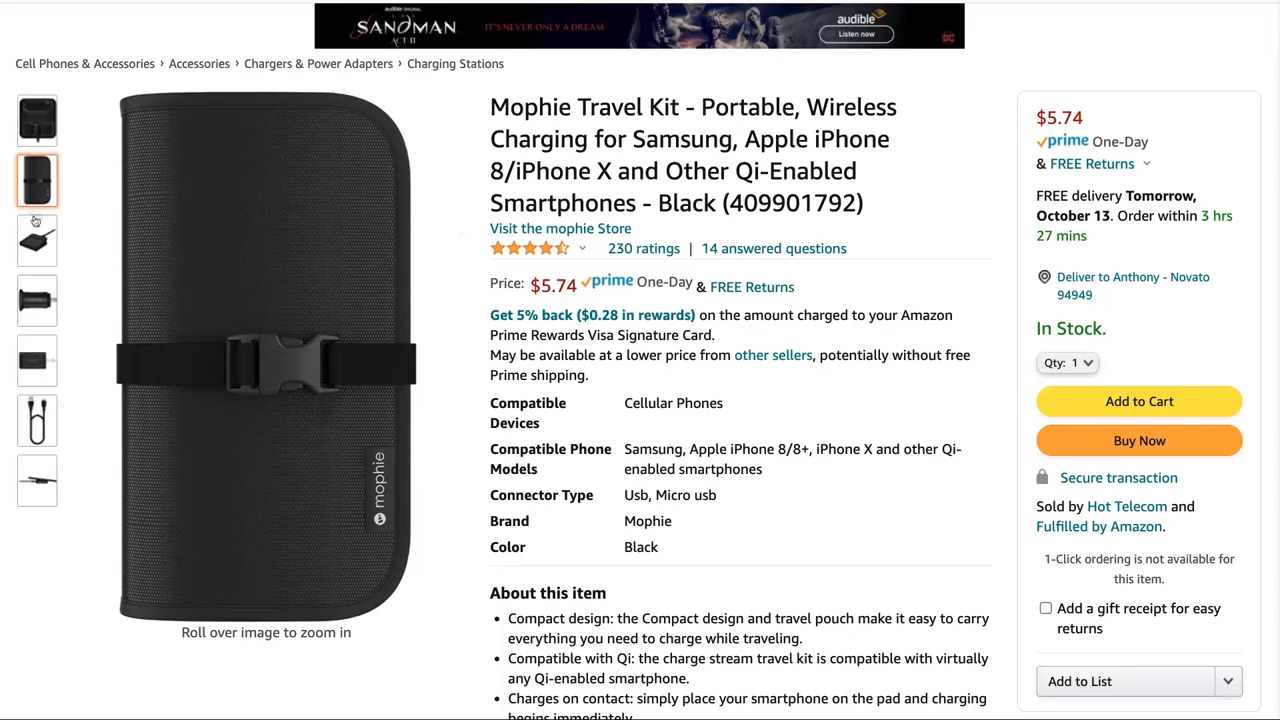 audible ORIGINAL
THE
SANDMAN
ACT II
IT'S NEVER ONLY A DREAM
audible
Listen now
DC
Cell Phones & Accessories › Accessories › Chargers & Power Adapters › Charging Stations
Mophie Travel Kit - Portable, Wireless
Charging for Samsung, Apple iPhone
8/iPhone X and Other Qi-Enabled
Smartphones - Black (409901792)
Visit the mophie Store
230 ratings | 14 answered questions
Price: $5.74 prime One-Day & FREE Returns
Get 5% back ($0.28 in rewards) on the amount charged to your Amazon
Prime Rewards Visa Signature Card.
May be available at a lower price from other sellers, potentially without free
Prime shipping.
Compatible Devices
Cellular Phones
Compatible Phone Models
Samsung, Apple iPhone 8/8+, iPhone X and other Qi-
enabled smartphones
Connector Type Usb, Micro usb
Brand Mophie
Color Black
About this item
• Compact design: the Compact design and travel pouch make it easy to carry
everything you need to charge while traveling.
• Compatible with Qi: the charge stream travel kit is compatible with virtually
any Qi-enabled smartphone.
• Charges on contact: simply place your smartphone on the pad and charging
begins immediately.
mophie
Roll over image to zoom in
$5.74
prime One-Day
& FREE Returns
FREE delivery Tomorrow,
October 13. Order within 3 hrs
27 mins
Deliver to Anthony - Novato
94949
In Stock.
Qty: 1
Add to Cart
Buy Now
Secure transaction
Sold by Hot Telecom and
Fulfilled by Amazon.
1-Click ordering is not available for
this item.
Add a gift receipt for easy
returns
Add to List